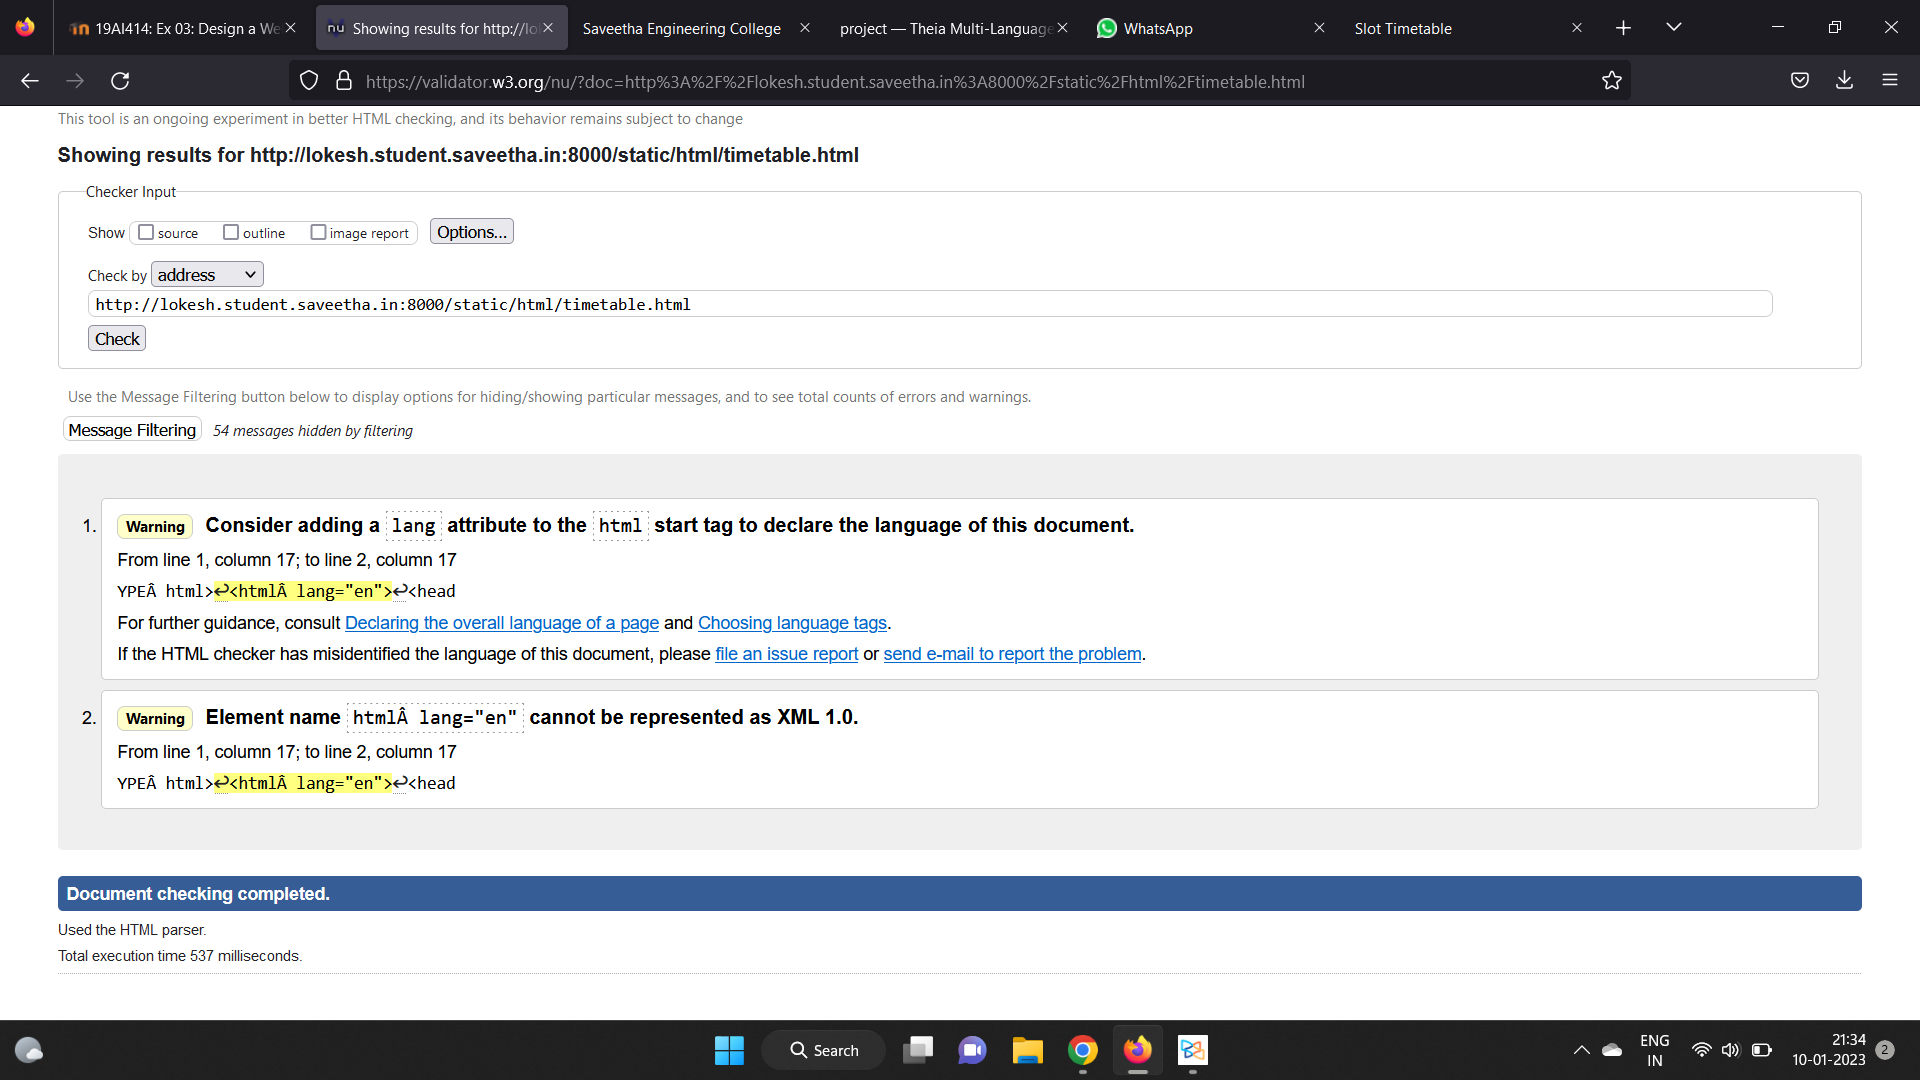 19AI414: Ex 03: Design a We
Showing results for http://lo
Saveetha Engineering College
project — Theia Multi-Language
WhatsApp
Slot Timetable
https://validator.w3.org/nu/?doc=http%3A%2F%2Flokesh.student.saveetha.in%3A8000%2Fstatic%2Fhtml%2Ftimetable.html
This tool is an ongoing experiment in better HTML checking, and its behavior remains subject to change
Showing results for http://lokesh.student.saveetha.in:8000/static/html/timetable.html
Checker Input
Show source outline image report Options...
Check by address
http://lokesh.student.saveetha.in:8000/static/html/timetable.html
Check
Use the Message Filtering button below to display options for hiding/showing particular messages, and to see total counts of errors and warnings.
Message Filtering 54 messages hidden by filtering
1. Warning Consider adding a lang attribute to the html start tag to declare the language of this document.
From line 1, column 17; to line 2, column 17
YPEÂ html>↩<htmlÂ lang="en">↩<head
For further guidance, consult Declaring the overall language of a page and Choosing language tags.
If the HTML checker has misidentified the language of this document, please file an issue report or send e-mail to report the problem.
2. Warning Element name htmlÂ lang="en" cannot be represented as XML 1.0.
From line 1, column 17; to line 2, column 17
YPEÂ html>↩<htmlÂ lang="en">↩<head
Document checking completed.
Used the HTML parser.
Total execution time 537 milliseconds.
Search
ENG
IN
21:34
10-01-2023
2